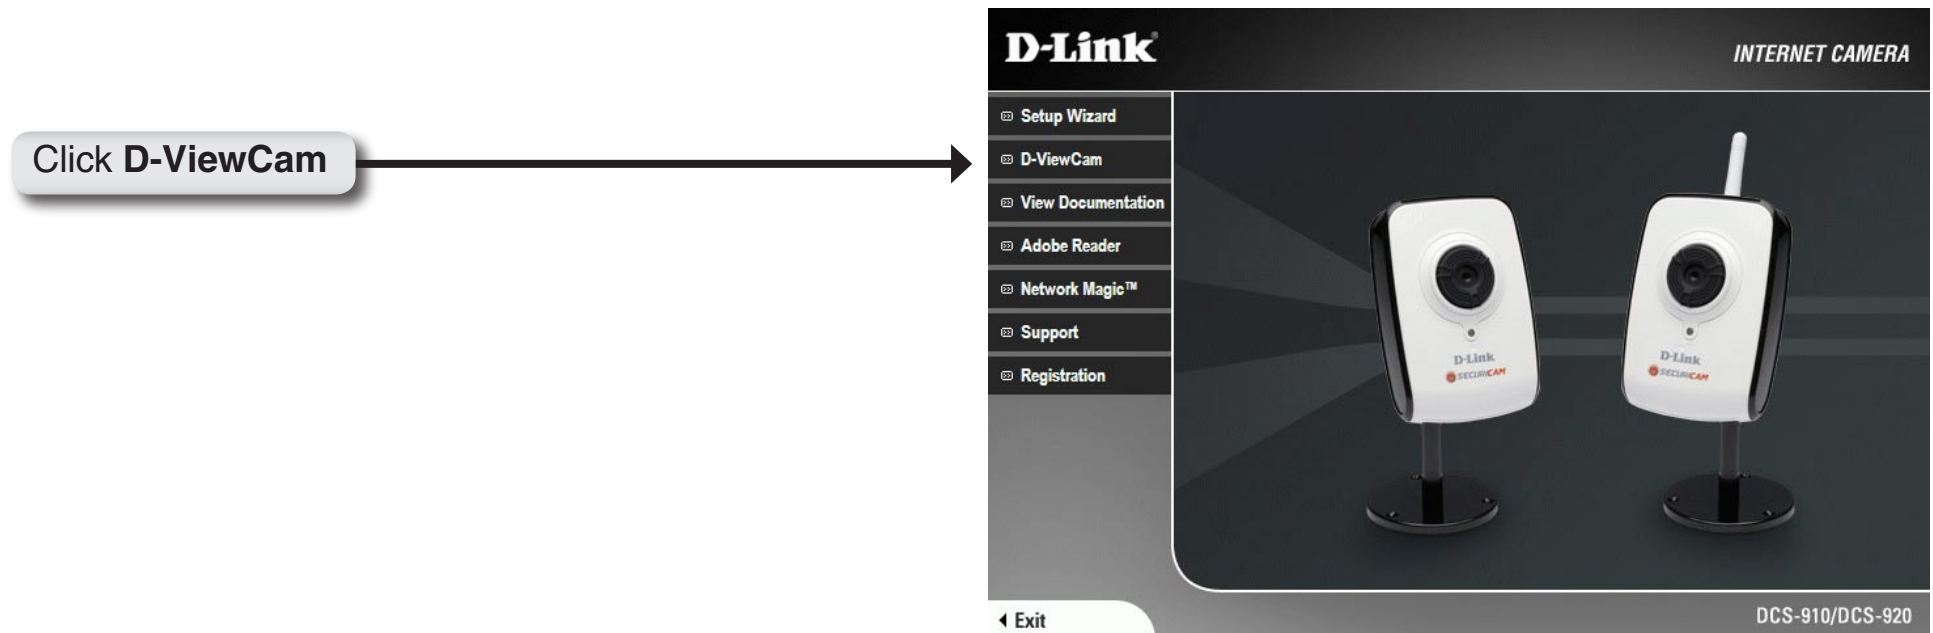 Click D-ViewCam
D-Link®
INTERNET CAMERA
Setup Wizard
D-ViewCam
View Documentation
Adobe Reader
Network Magic™
Support
Registration
D-Link
SECURICAM
D-Link
SECURICAM
Exit
DCS-910/DCS-920